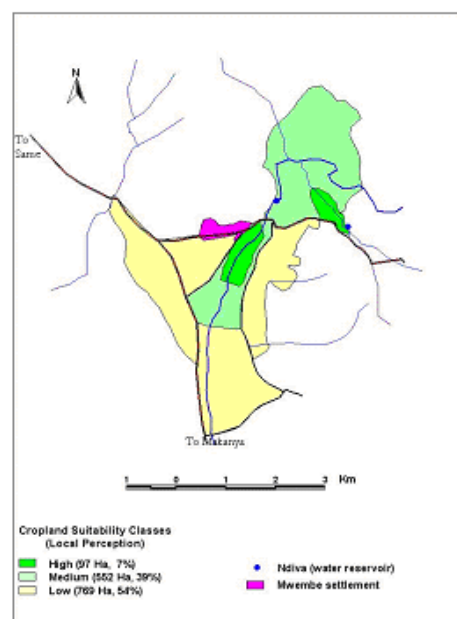 N
To
Same
To Makanya
1 0 1 2 3 Km
Cropland Suitability Classes
(Local Perception)
High (97 Ha, 7%)
Medium (552 Ha, 39%)
Low (769 Ha, 54%)
Ndiva (water reservoir)
Mwembe settlement